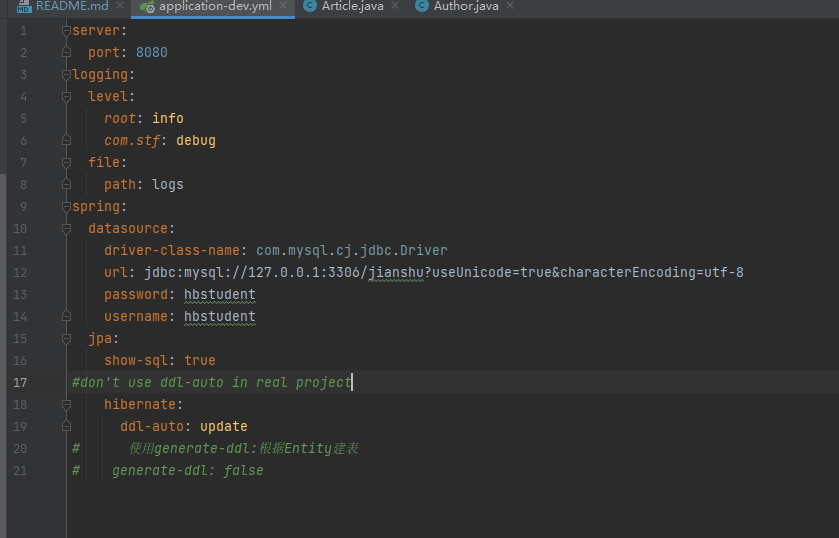 README.md application-dev.yml Article.java Author.java
1 server:
2   port: 8080
3 logging:
4   level:
5     root: info
6     com.stf: debug
7   file:
8     path: logs
9 spring:
10   datasource:
11     driver-class-name: com.mysql.cj.jdbc.Driver
12     url: jdbc:mysql://127.0.0.1:3306/jianshu?useUnicode=true&characterEncoding=utf-8
13     password: hbstudent
14     username: hbstudent
15   jpa:
16     show-sql: true
17 #don't use ddl-auto in real project
18     hibernate:
19       ddl-auto: update
20 #      使用generate-ddl:根据Entity建表
21 #    generate-ddl: false